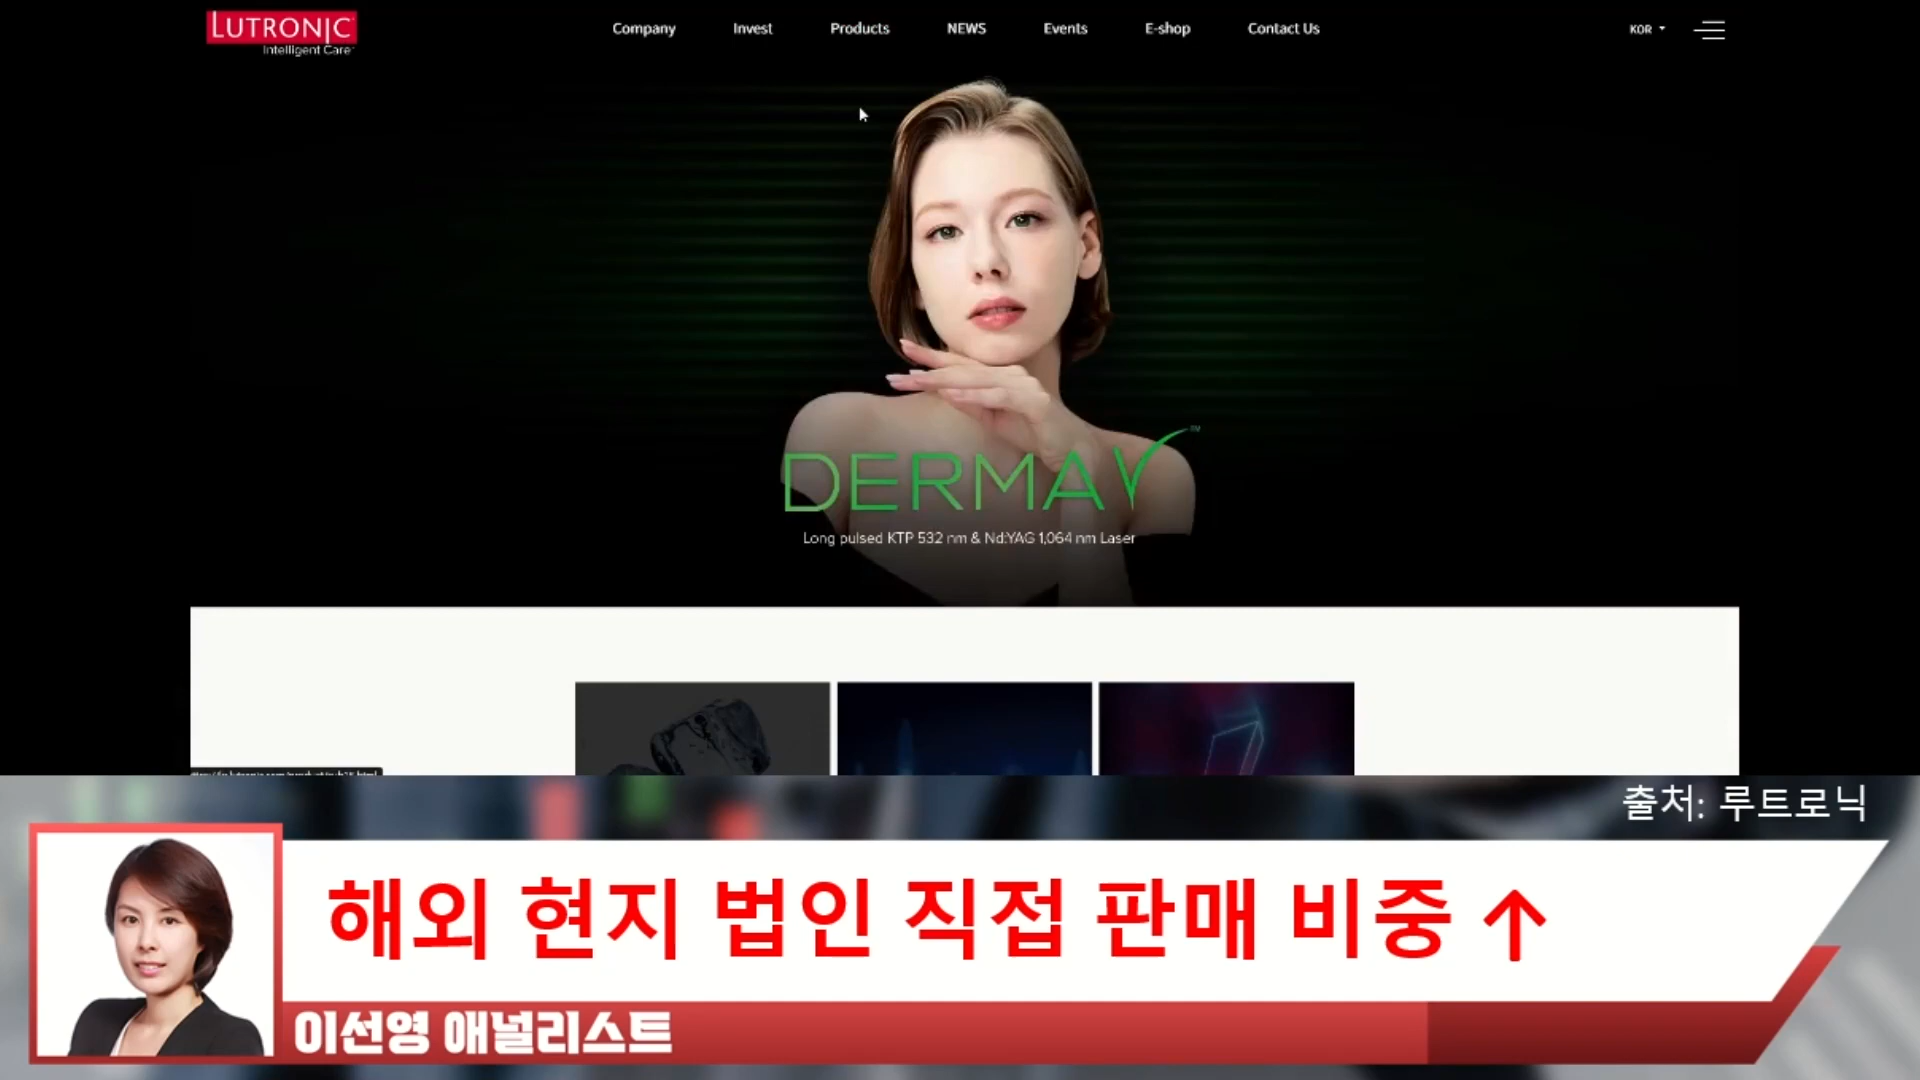 LUTRONIC
Intelligent Care
Company Invest Products NEWS Events E-shop Contact Us KOR
DERMAV™
Long pulsed KTP 532 nm & Nd:YAG 1,064 nm Laser
출처: 루트로닉
해외 현지 법인 직접 판매 비중 ↑
이선영 애널리스트